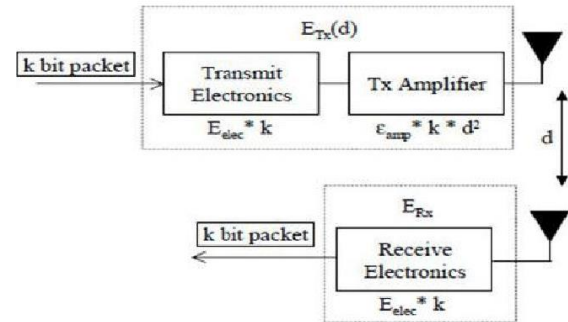 E_Tx(d)
k bit packet
Transmit
Electronics
Tx Amplifier
E_elec* k
ε_amp* k * d²
d
E_Rx
k bit packet
Receive
Electronics
E_elec* k